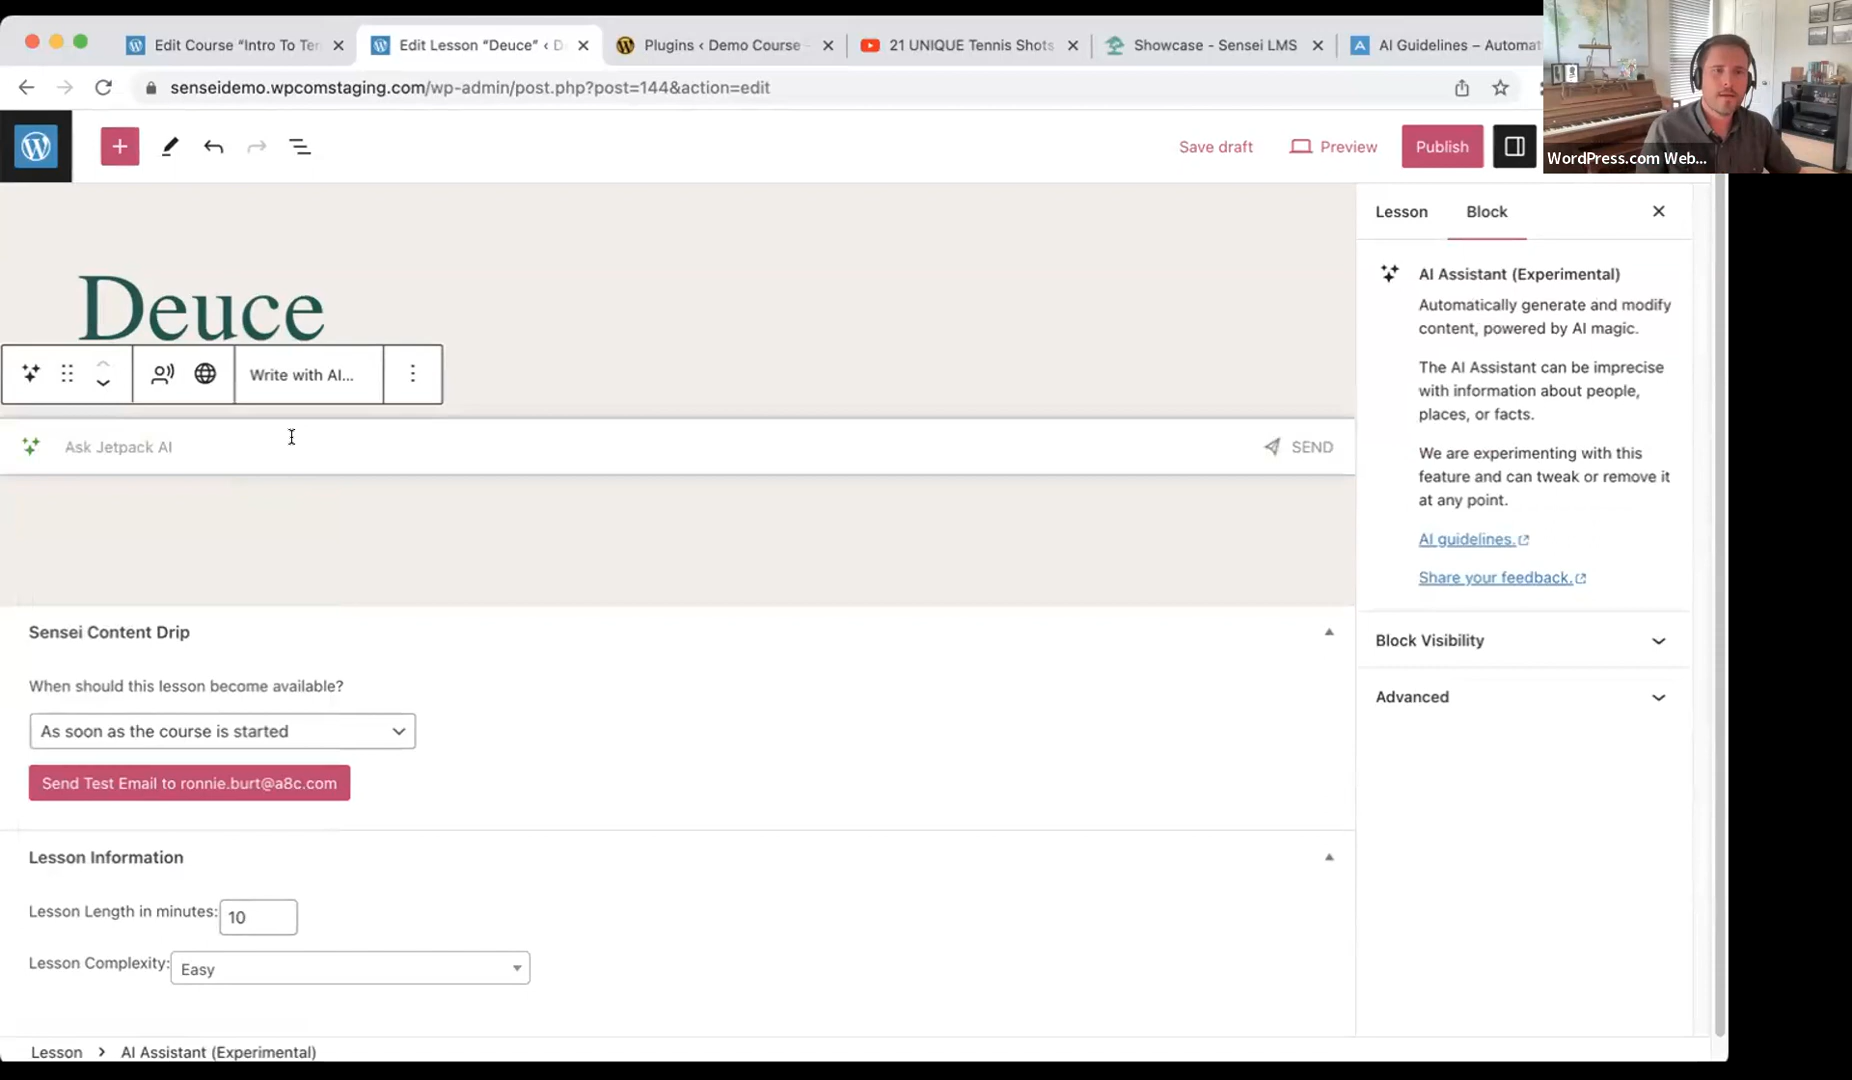 Edit Course “Intro To Ter
Edit Lesson “Deuce” ‹ D
Plugins ‹ Demo Course
21 UNIQUE Tennis Shots
Showcase - Sensei LMS
AI Guidelines – Automat
senseidemo.wpcomstaging.com/wp-admin/post.php?post=144&action=edit
WordPress.com Web...
Save draft
Preview
Publish
Lesson
Block
Deuce
Write with AI...
Ask Jetpack AI
SEND
AI Assistant (Experimental)
Automatically generate and modify
content, powered by AI magic.
The AI Assistant can be imprecise
with information about people,
places, or facts.
We are experimenting with this
feature and can tweak or remove it
at any point.
AI guidelines.
Share your feedback.
Block Visibility
Advanced
Sensei Content Drip
When should this lesson become available?
As soon as the course is started
Send Test Email to ronnie.burt@a8c.com
Lesson Information
Lesson Length in minutes: 10
Lesson Complexity: Easy
Lesson > AI Assistant (Experimental)